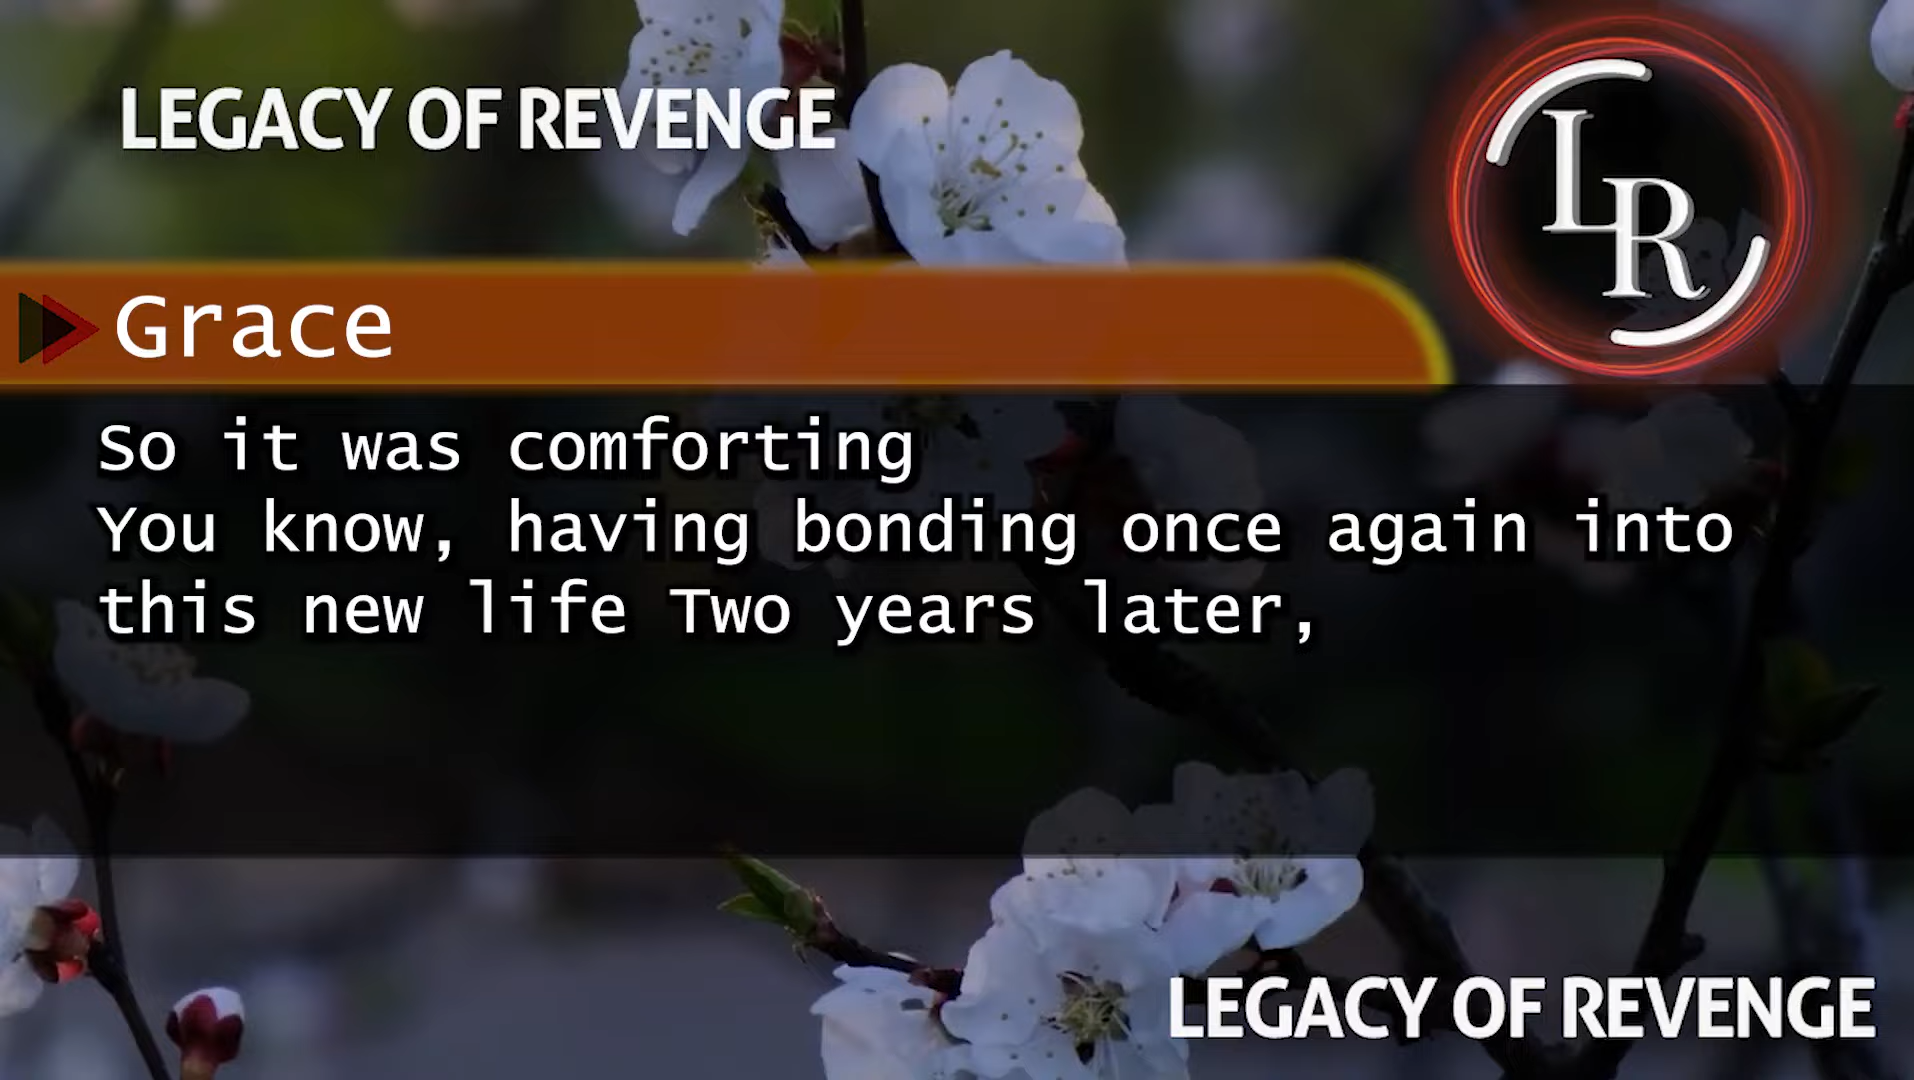 LEGACY OF REVENGE
LR
Grace
So it was comforting
You know, having bonding once again into
this new life Two years later,
LEGACY OF REVENGE